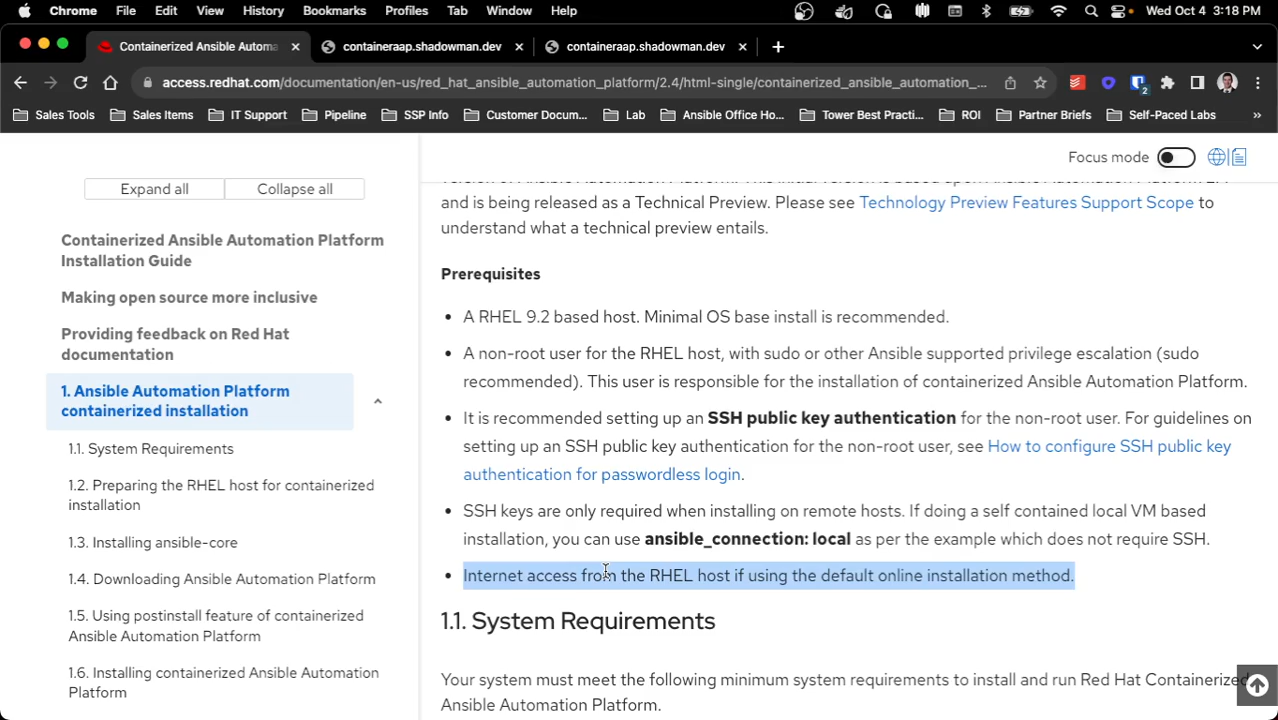 Chrome File Edit View History Bookmarks Profiles Tab Window Help Wed Oct 4 3:18 PM
Containerized Ansible Automa
containeraap.shadowman.dev
containeraap.shadowman.dev
access.redhat.com/documentation/en-us/red_hat_ansible_automation_platform/2.4/html-single/containerized_ansible_automation_...
2
Sales Tools Sales Items IT Support Pipeline SSP Info Customer Docum... Lab Ansible Office Ho... Tower Best Practi... ROI Partner Briefs Self-Paced Labs »
Expand all
Collapse all
Containerized Ansible Automation Platform
Installation Guide
Making open source more inclusive
Providing feedback on Red Hat
documentation
1. Ansible Automation Platform
containerized installation
1.1. System Requirements
1.2. Preparing the RHEL host for containerized
installation
1.3. Installing ansible-core
1.4. Downloading Ansible Automation Platform
1.5. Using postinstall feature of containerized
Ansible Automation Platform
1.6. Installing containerized Ansible Automation
Platform
Focus mode
and is being released as a Technical Preview. Please see Technology Preview Features Support Scope to
understand what a technical preview entails.
Prerequisites
• A RHEL 9.2 based host. Minimal OS base install is recommended.
• A non-root user for the RHEL host, with sudo or other Ansible supported privilege escalation (sudo
recommended). This user is responsible for the installation of containerized Ansible Automation Platform.
• It is recommended setting up an SSH public key authentication for the non-root user. For guidelines on
setting up an SSH public key authentication for the non-root user, see How to configure SSH public key
authentication for passwordless login.
• SSH keys are only required when installing on remote hosts. If doing a self contained local VM based
installation, you can use ansible_connection: local as per the example which does not require SSH.
• Internet access from the RHEL host if using the default online installation method.
1.1. System Requirements
Your system must meet the following minimum system requirements to install and run Red Hat Containerized
Ansible Automation Platform.